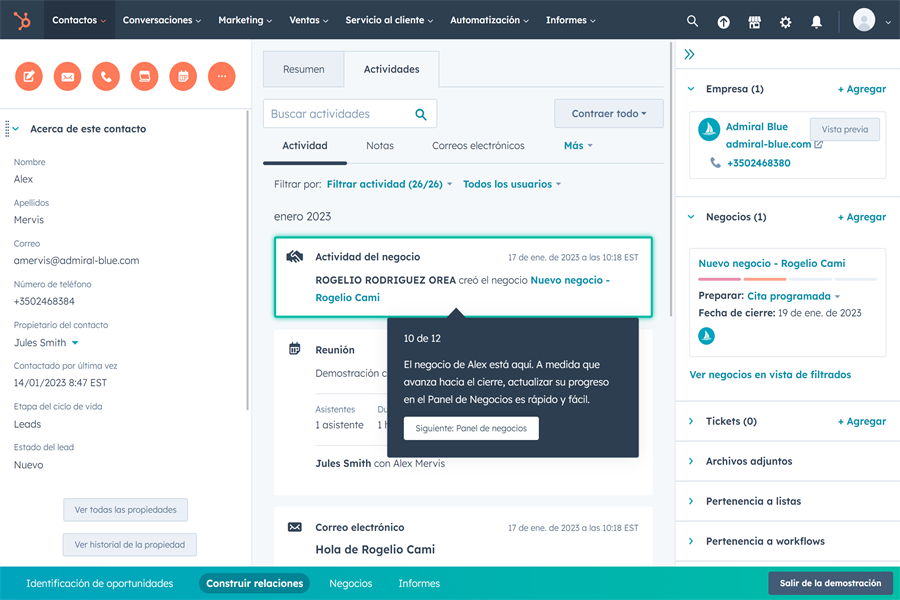 Contactos
Conversaciones
Marketing
Ventas
Servicio al cliente
Automatización
Informes
Acerca de este contacto
Nombre
Alex
Apellidos
Mervis
Correo
amervis@admiral-blue.com
Número de teléfono
+3502468384
Propietario del contacto
Jules Smith
Contactado por última vez
14/01/2023 8:47 EST
Etapa del ciclo de vida
Leads
Estado del lead
Nuevo
Ver todas las propiedades
Ver historial de la propiedad
Resumen
Actividades
Buscar actividades
Contraer todo
Actividad
Notas
Correos electrónicos
Más
Filtrar por: Filtrar actividad (26/26) Todos los usuarios
enero 2023
Actividad del negocio
17 de ene. de 2023 a las 10:18 EST
ROGELIO RODRIGUEZ OREA creó el negocio Nuevo negocio -
Rogelio Cami
10 de 12
El negocio de Alex está aquí. A medida que
avanza hacia el cierre, actualizar su progreso
en el Panel de Negocios es rápido y fácil.
Siguiente: Panel de negocios
Reunión
Demostración
Asistentes
1 asistente
Jules Smith con Alex Mervis
Correo electrónico
17 de ene. de 2023 a las 10:18 EST
Hola de Rogelio Cami
Empresa (1)
+ Agregar
Admiral Blue
Vista previa
admiral-blue.com
+3502468380
Negocios (1)
+ Agregar
Nuevo negocio - Rogelio Cami
Preparar: Cita programada
Fecha de cierre: 19 de ene. de 2023
Ver negocios en vista de filtrados
Tickets (0)
+ Agregar
Archivos adjuntos
Pertenencia a listas
Pertenencia a workflows
Identificación de oportunidades
Construir relaciones
Negocios
Informes
Salir de la demostración